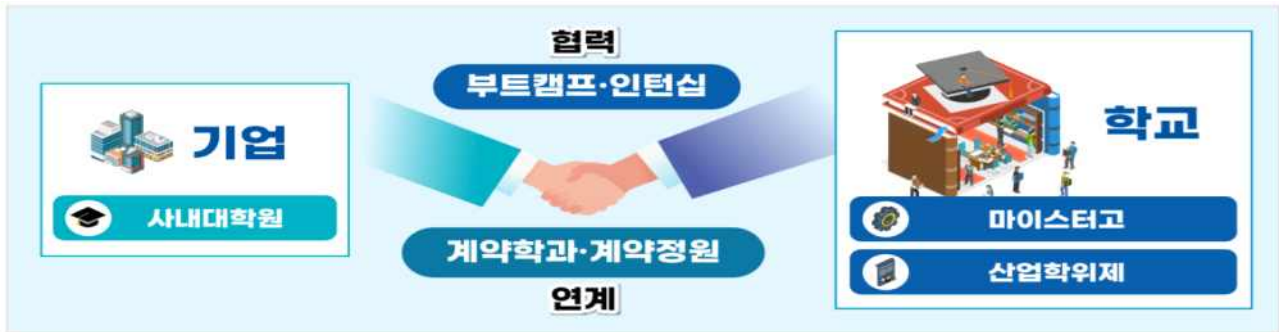 협력
부트캠프·인턴십
기업
사내대학원
학교
마이스터고
산업학위제
계약학과·계약정원
연계